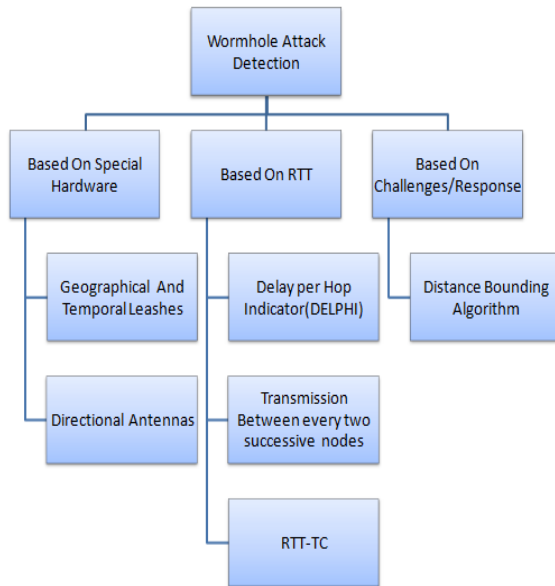 Wormhole Attack
Detection
Based On Special
Hardware
Based On RTT
Based On
Challenges/Response
Geographical And
Temporal Leashes
Delay per Hop
Indicator(DELPHI)
Distance Bounding
Algorithm
Directional Antennas
Transmission
Between every two
successive nodes
RTT-TC